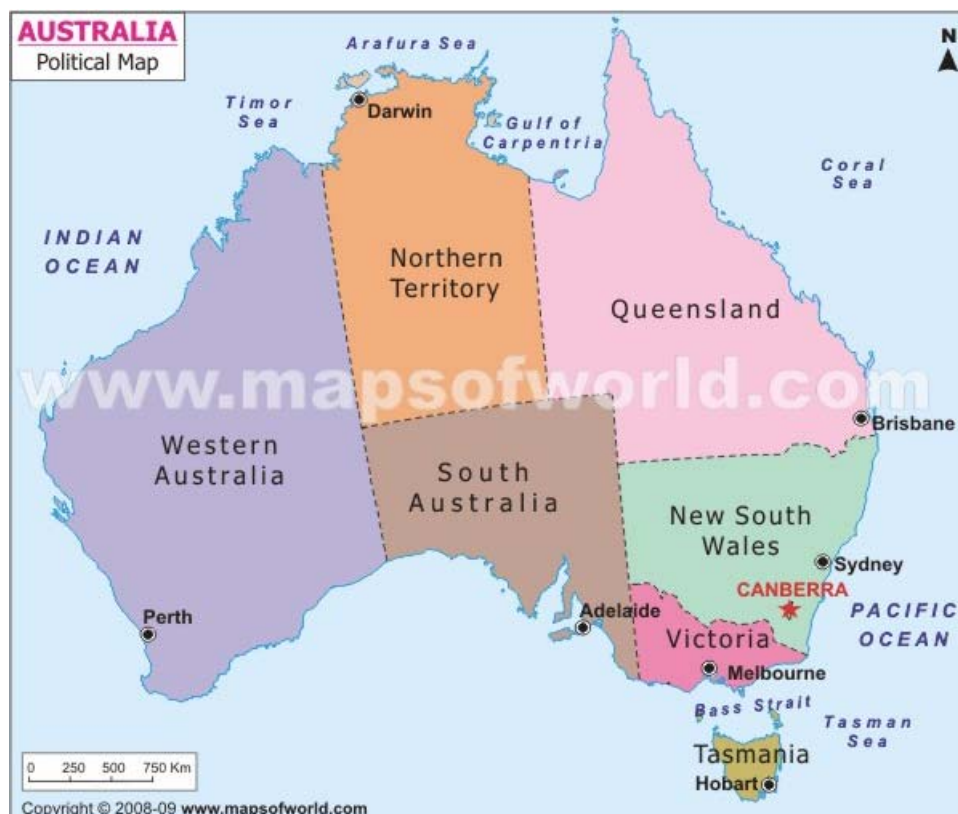 AUSTRALIA
Political Map
N
Arafura Sea
Timor
Sea
Darwin
Gulf of
Carpentria
Coral
Sea
INDIAN
OCEAN
Northern
Territory
Queensland
www.mapsofworld.com
Brisbane
Western
Australia
South
Australia
New South
Wales
Sydney
CANBERRA
Perth
Adelaide
PACIFIC
OCEAN
Victoria
Melbourne
Bass Strait
Tasman
Sea
Tasmania
Hobart
0 250 500 750 Km
Copyright © 2008-09 www.mapsofworld.com